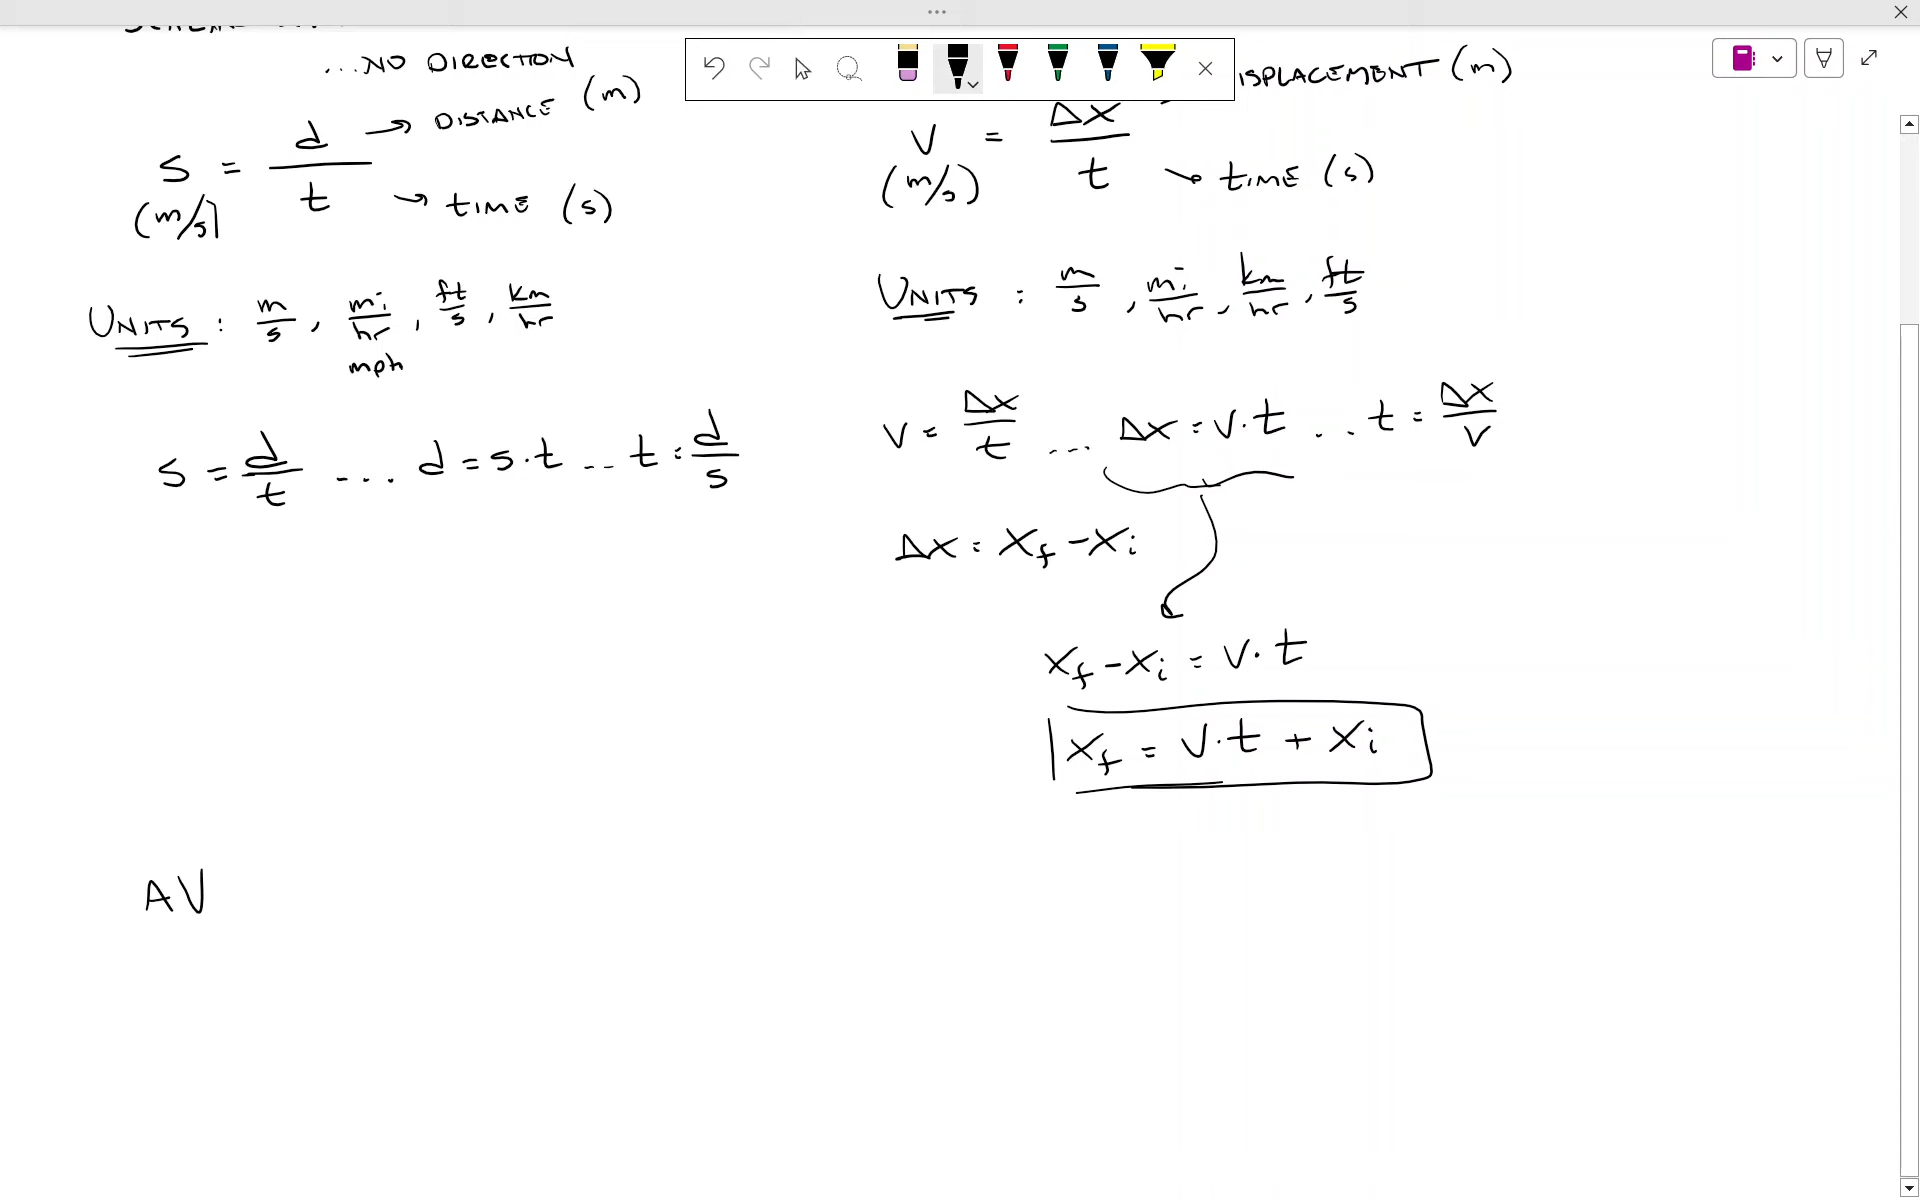 ...NO DIRECTION
S = d/t
d → DISTANCE (m)
t → TIME (s)
(m/s)
UNITS : m/s , mi/hr , ft/s , km/hr
mph
S = d/t ... d = s·t ... t = d/s
ISPLACEMENT (m)
V = Δx/t
t → TIME (s)
(m/s)
UNITS : m/s , mi/hr , km/hr , ft/s
V = Δx/t ... Δx = V·t ... t = Δx/V
Δx = Xf - Xi
Xf - Xi = V·t
Xf = V·t + Xi
AV